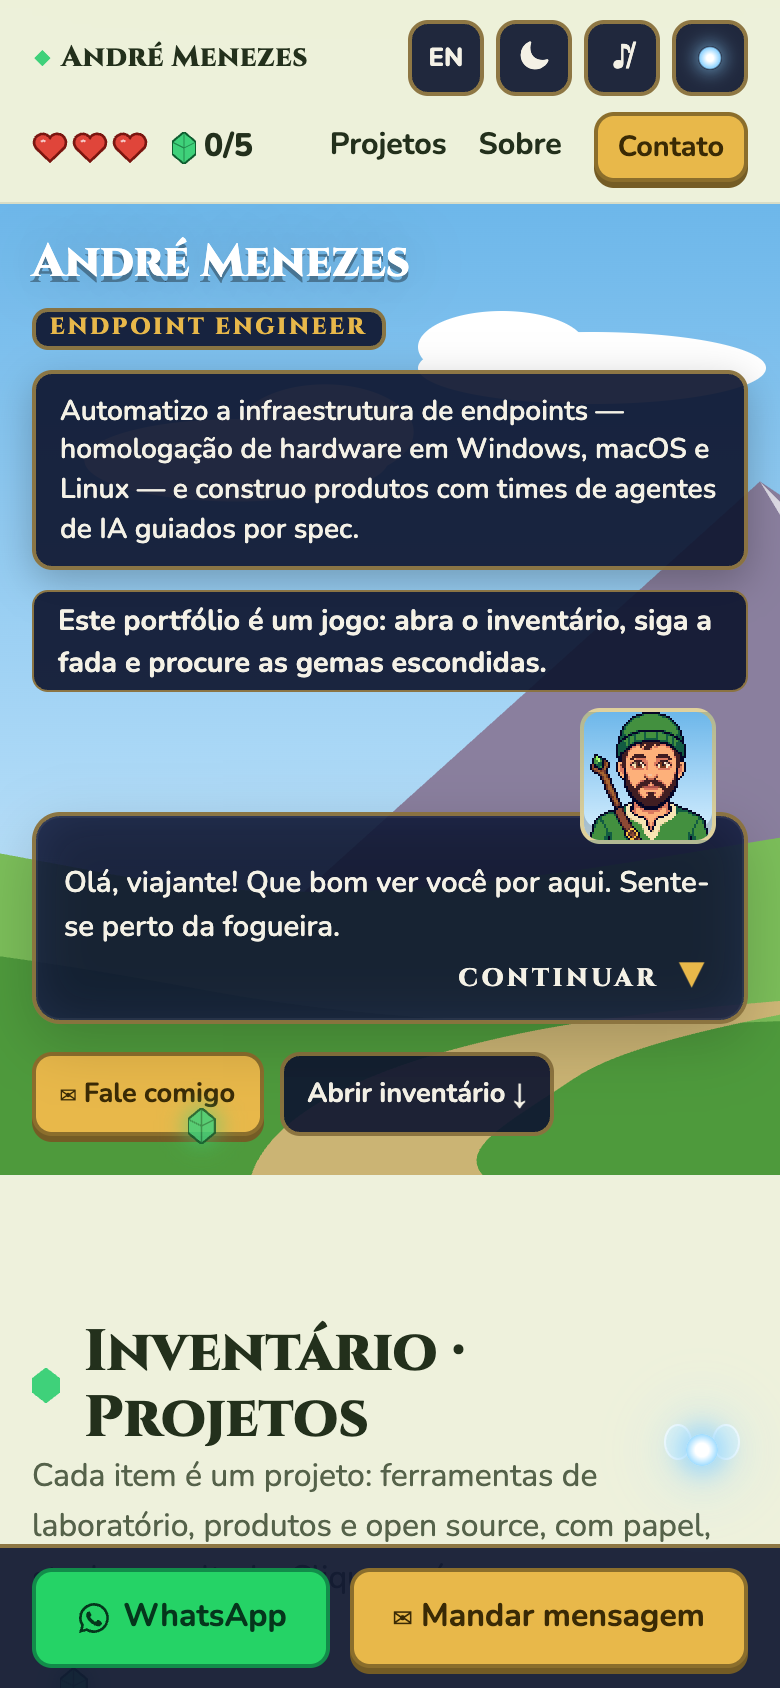 André Menezes
EN
0/5
Projetos
Sobre
Contato
André Menezes
ENDPOINT ENGINEER
Automatizo a infraestrutura de endpoints —
homologação de hardware em Windows, macOS e
Linux — e construo produtos com times de agentes
de IA guiados por spec.
Este portfólio é um jogo: abra o inventário, siga a
fada e procure as gemas escondidas.
Olá, viajante! Que bom ver você por aqui. Sente-
se perto da fogueira.
CONTINUAR ▼
✉ Fale comigo
Abrir inventário ↓
Inventário ·
Projetos
Cada item é um projeto: ferramentas de
laboratório, produtos e open source, com papel,
WhatsApp
✉ Mandar mensagem